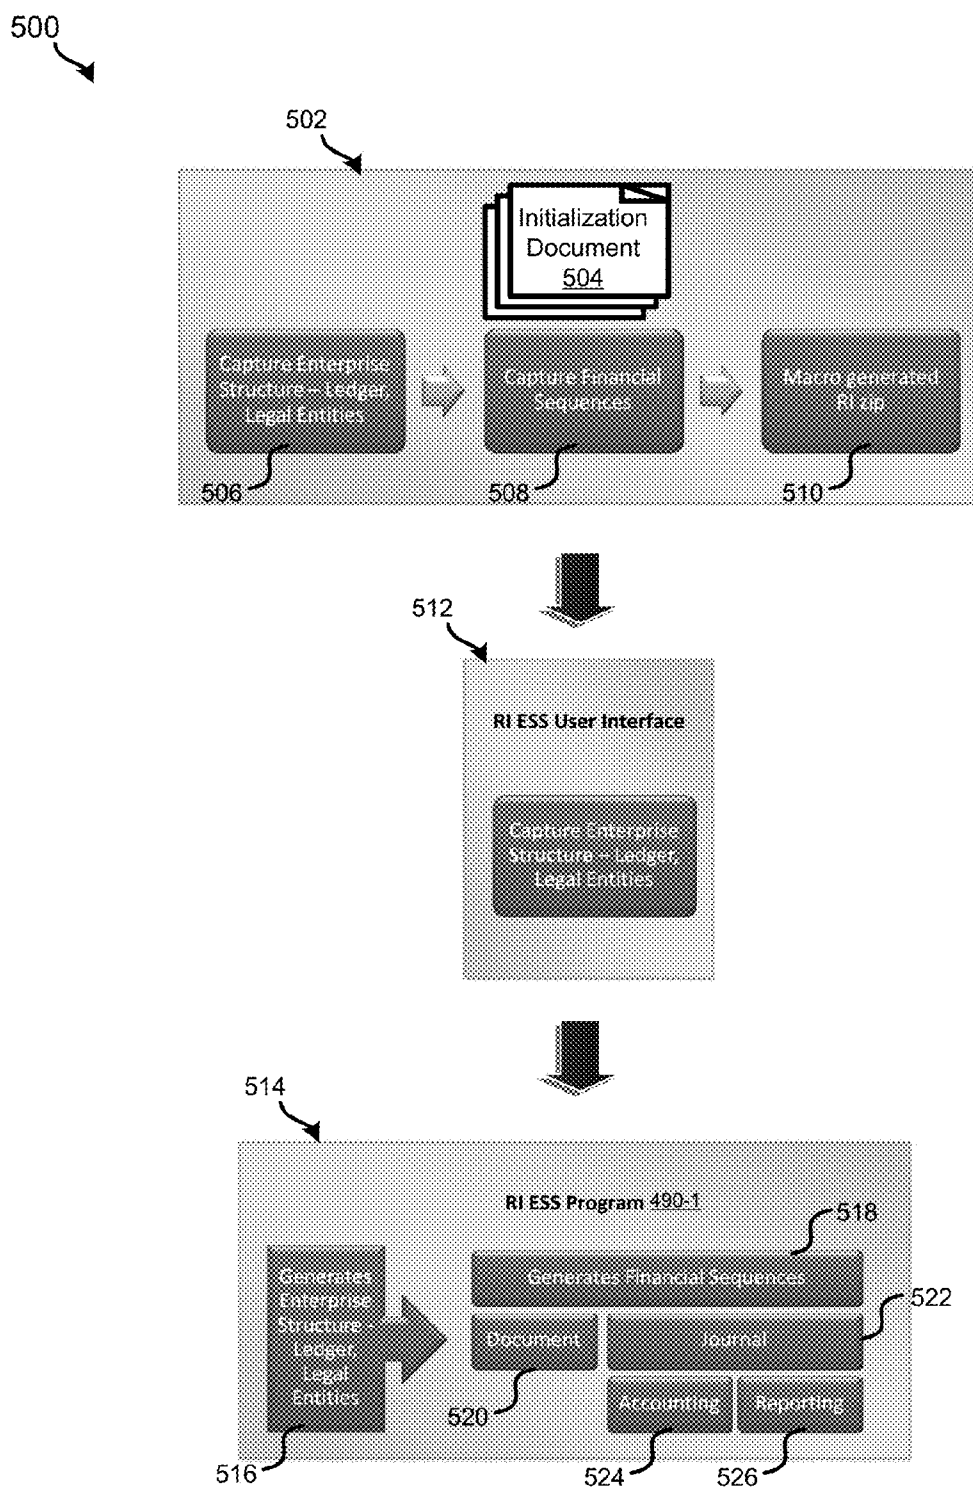 500
502
Initialization
Document
504
Capture Enterprise
Structure – Ledger,
Legal Entities
Capture Financial
Sequences
Macro generated
RI zip
506
508
510
512
RI ESS User Interface
Capture Enterprise
Structure – Ledger,
Legal Entities
514
RI ESS Program 490-1
518
Generates
Enterprise
Structure –
Ledger,
Legal
Entities
Generates Financial Sequences
522
Document
Journal
520
Accounting
Reporting
516
524
526